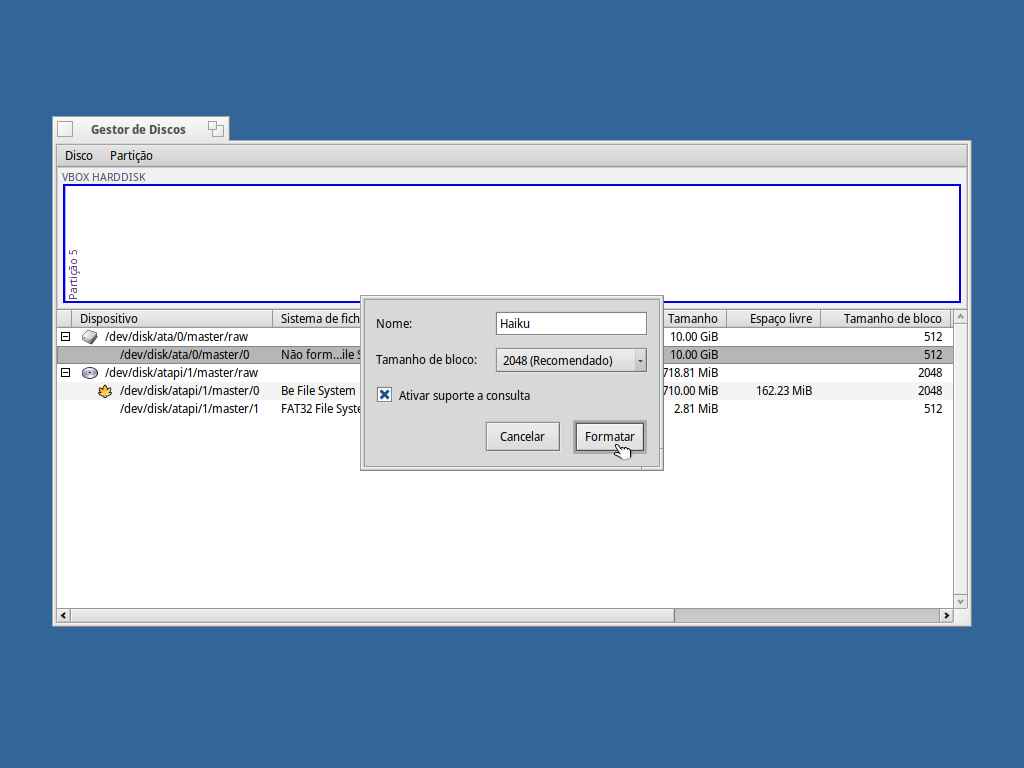 Gestor de Discos
Disco Partição
VBOX HARDDISK
Partição 5
Dispositivo Sistema de fich Tamanho Espaço livre Tamanho de bloco
/dev/disk/ata/0/master/raw 10.00 GiB 512
/dev/disk/ata/0/master/0 Não form...ile S 10.00 GiB 512
/dev/disk/atapi/1/master/raw 718.81 MiB 2048
/dev/disk/atapi/1/master/0 Be File System 710.00 MiB 162.23 MiB 2048
/dev/disk/atapi/1/master/1 FAT32 File Syste 2.81 MiB 512
Nome: Haiku
Tamanho de bloco: 2048 (Recomendado)
Ativar suporte a consulta
Cancelar Formatar